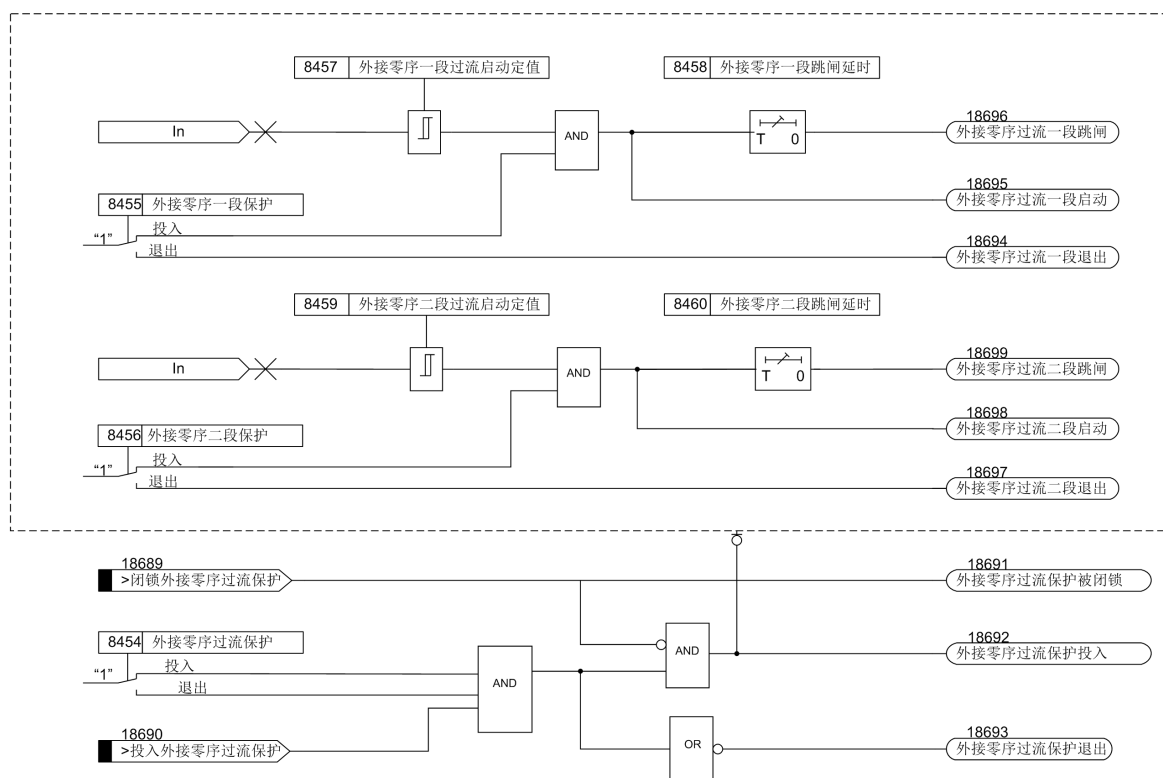 8457 外接零序一段过流启动定值
8458 外接零序一段跳闸延时
In
AND
T 0
18696
外接零序过流一段跳闸
18695
外接零序过流一段启动
8455 外接零序一段保护
“1”
投入
退出
18694
外接零序过流一段退出
8459 外接零序二段过流启动定值
8460 外接零序二段跳闸延时
In
AND
T 0
18699
外接零序过流二段跳闸
18698
外接零序过流二段启动
8456 外接零序二段保护
“1”
投入
退出
18697
外接零序过流二段退出
18689
>闭锁外接零序过流保护
18691
外接零序过流保护被闭锁
8454 外接零序过流保护
“1”
投入
退出
AND
AND
18692
外接零序过流保护投入
18690
>投入外接零序过流保护
OR
18693
外接零序过流保护退出